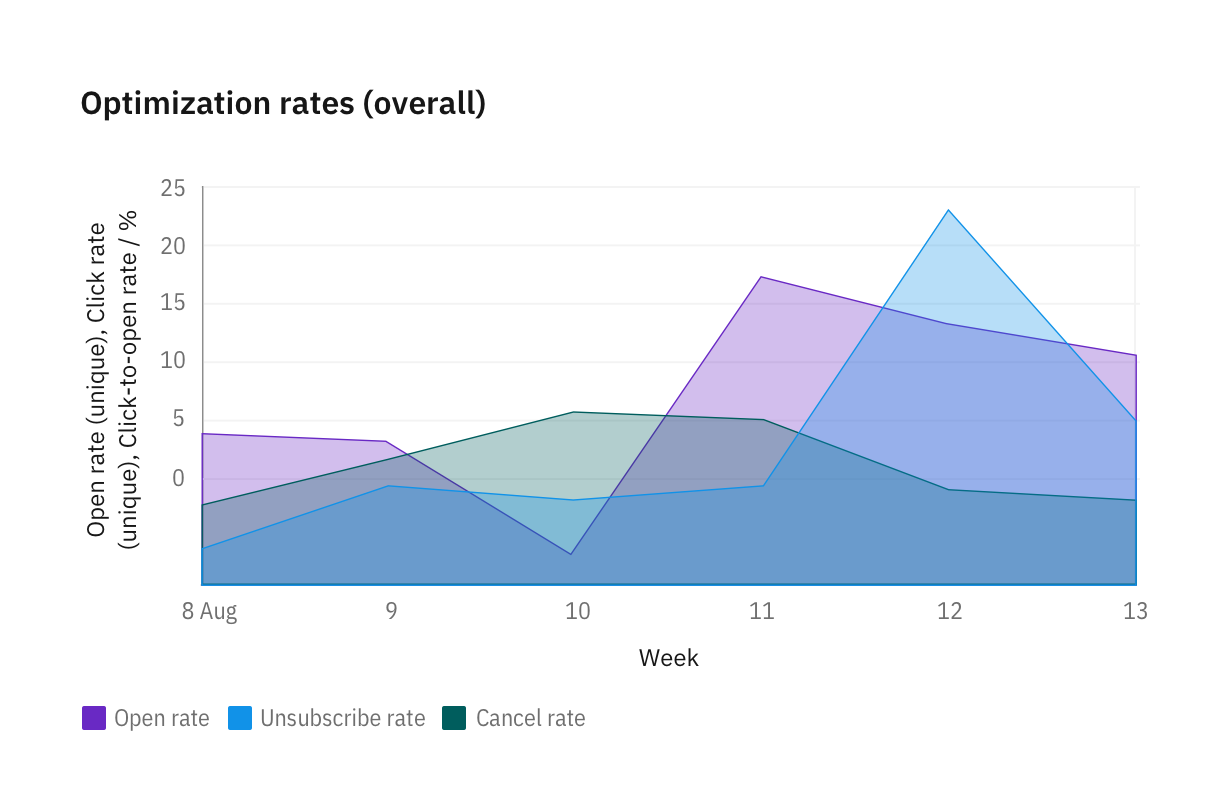 Optimization rates (overall)
Open rate (unique), Click rate
(unique), Click-to-open rate / %
25
20
15
10
5
0
8 Aug 9 10 11 12 13
Week
Open rate Unsubscribe rate Cancel rate